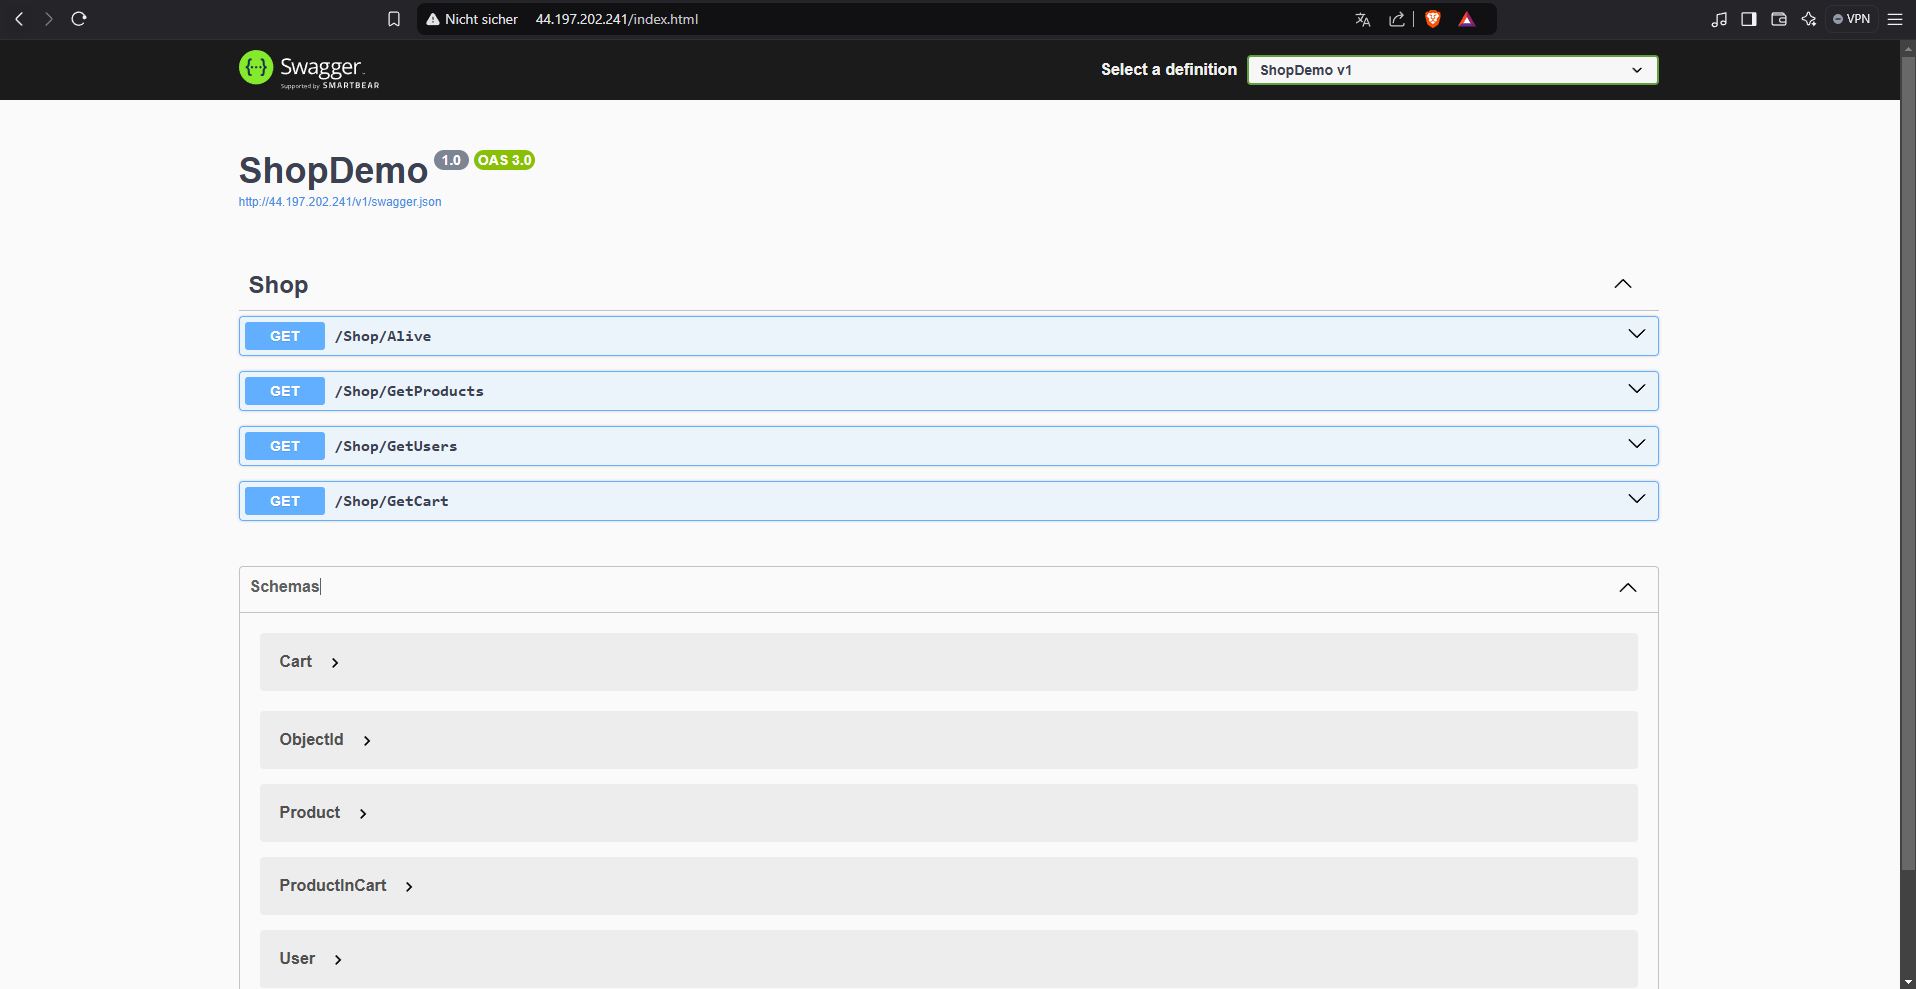 Nicht sicher 44.197.202.241/index.html VPN
Swagger
Supported by SMARTBEAR
Select a definition ShopDemo v1
ShopDemo 1.0 OAS 3.0
http://44.197.202.241/v1/swagger.json
Shop
GET /Shop/Alive
GET /Shop/GetProducts
GET /Shop/GetUsers
GET /Shop/GetCart
Schemas
Cart
ObjectId
Product
ProductInCart
User